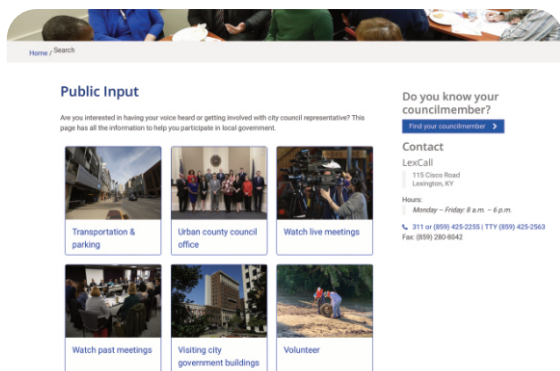 Home / Search
Public Input
Are you interested in having your voice heard or getting involved with city council representative? This
page has all the information to help you participate in local government.
Transportation &
parking
Urban county council
office
Watch live meetings
Watch past meetings
Visiting city
government buildings
Volunteer
Do you know your
councilmember?
Find your councilmember
Contact
LexCall
115 Cisco Road
Lexington, KY
Hours:
Monday – Friday: 8 a.m. – 6 p.m.
311 or (859) 425-2255 | TTY (859) 425-2563
Fax: (859) 280-8042